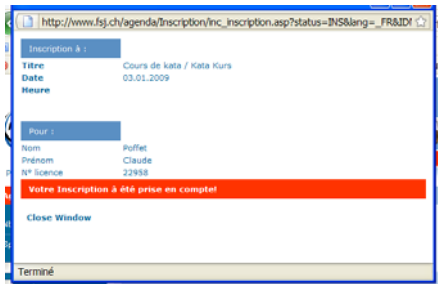 http://www.fsj.ch/agenda/Inscription/inc_inscription.asp?status=INS&lang=_FR&ID
Inscription à :
Titre Cours de kata / Kata Kurs
Date 03.01.2009
Heure
Pour :
Nom Poffet
Prénom Claude
N° licence 22958
Votre Inscription à été prise en compte!
Close Window
Terminé